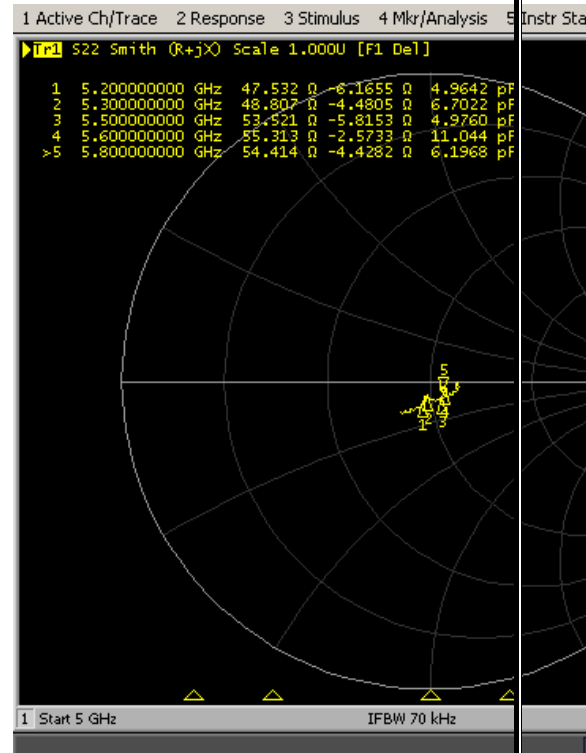 1 Active Ch/Trace 2 Response 3 Stimulus 4 Mkr/Analysis 5 Instr Sta
Tr1 S22 Smith (R+jX) Scale 1.000U [F1 Del]
1 5.200000000 GHz 47.532 Ω -6.1655 Ω 4.9642 pF
2 5.300000000 GHz 48.807 Ω -4.4805 Ω 6.7022 pF
3 5.500000000 GHz 53.521 Ω -5.8153 Ω 4.9760 pF
4 5.600000000 GHz 55.313 Ω -2.5733 Ω 11.044 pF
>5 5.800000000 GHz 54.414 Ω -4.4282 Ω 6.1968 pF
5
1 2 4
3
1 Start 5 GHz IFBW 70 kHz